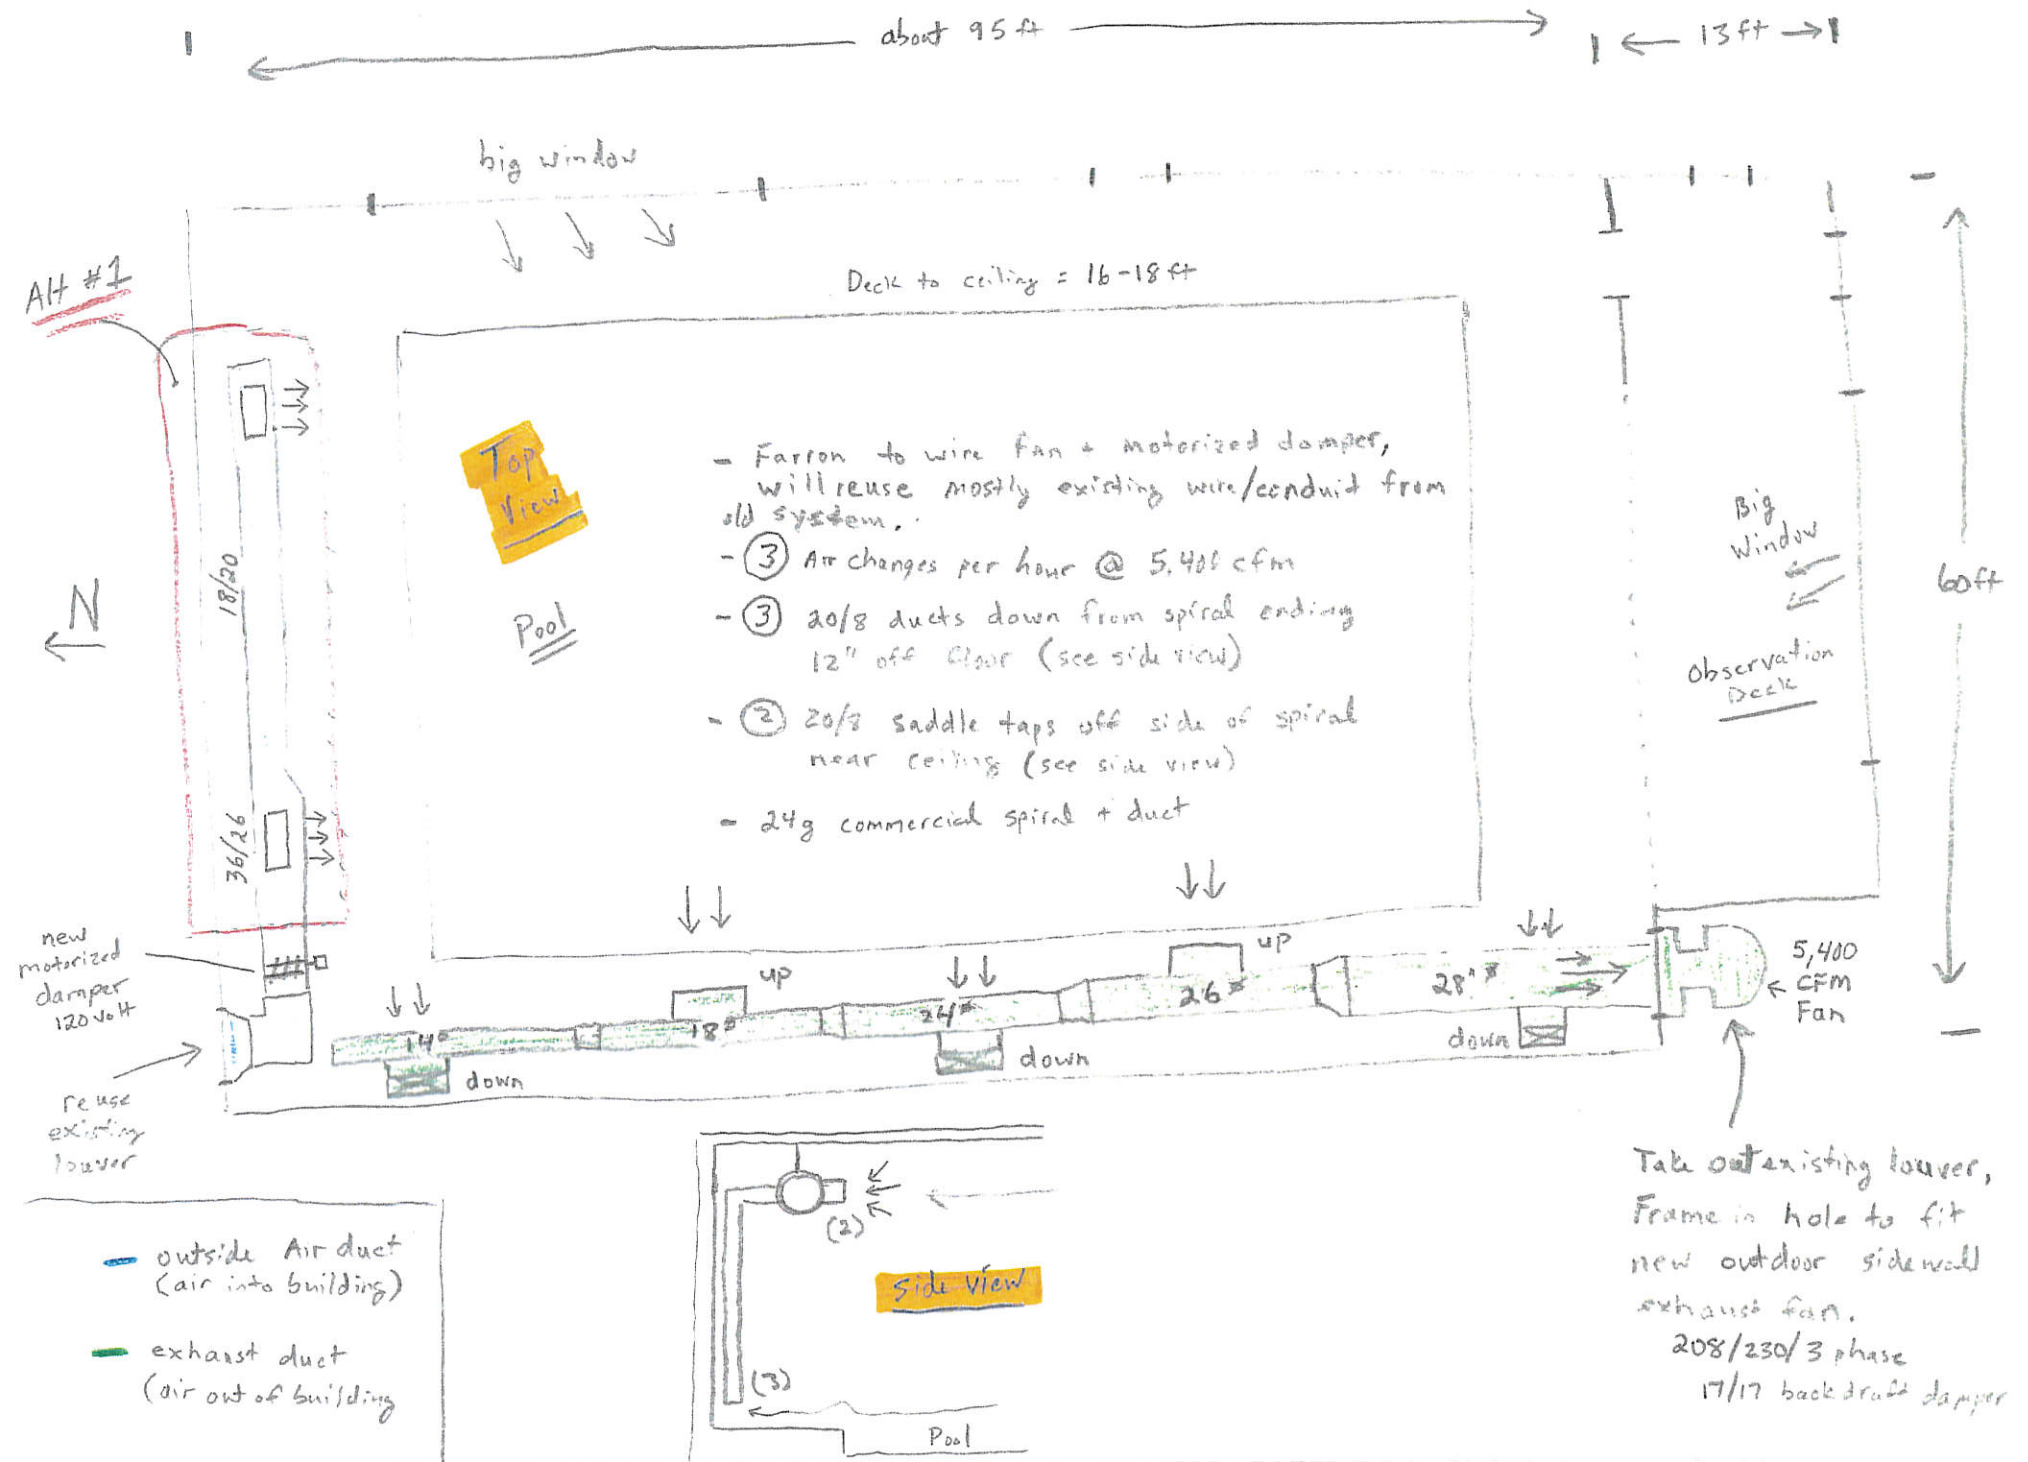 about 95 ft
13 ft
big window
Alt #1
Deck to ceiling = 16-18 ft
Top
View
Pool
- Farron to wire fan + motorized damper,
will reuse mostly existing wire/conduit from
old system.
- 3 Air changes per hour @ 5,400 cfm
- 3 20/8 ducts down from spiral ending
12" off floor (see side view)
- 2 20/8 saddle taps off side of spiral
near ceiling (see side view)
- 24g commercial spiral + duct
Big
Window
Observation
Deck
60 ft
N
18/20
36/26
new
motorized
damper
120 volt
reuse
existing
louver
14"
down
up
18"
24"
down
up
26"
28"
down
5,400
CFM
Fan
Take out existing louver,
Frame in hole to fit
new outdoor sidewall
exhaust fan.
208/230/3 phase
17/17 backdraft damper
outside Air duct
(air into building)
exhaust duct
(air out of building
(2)
Side View
(3)
Pool